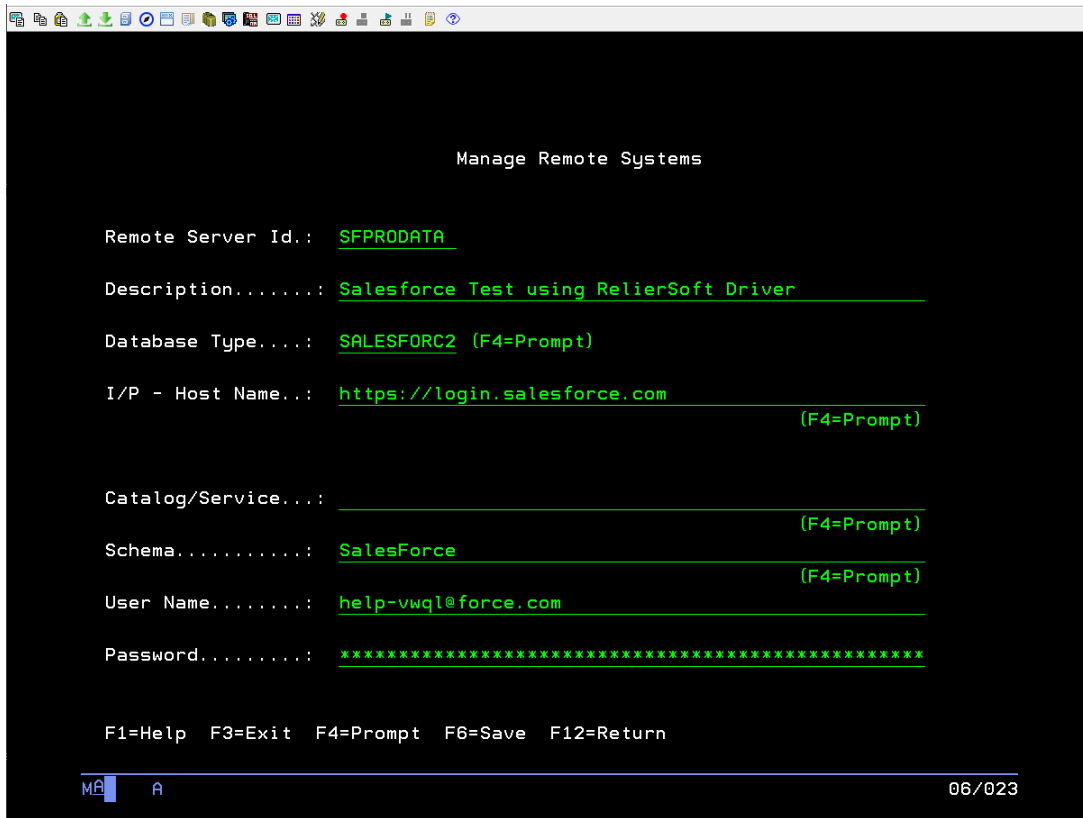 Manage Remote Systems
Remote Server Id.: SFPRODATA
Description.......: Salesforce Test using RelierSoft Driver
Database Type....: SALESFORC2 (F4=Prompt)
I/P - Host Name..: https://login.salesforce.com
(F4=Prompt)
Catalog/Service...:
(F4=Prompt)
Schema...........: SalesForce
(F4=Prompt)
User Name........: help-vwql@force.com
Password.........: **************************************************
F1=Help F3=Exit F4=Prompt F6=Save F12=Return
MA A 06/023